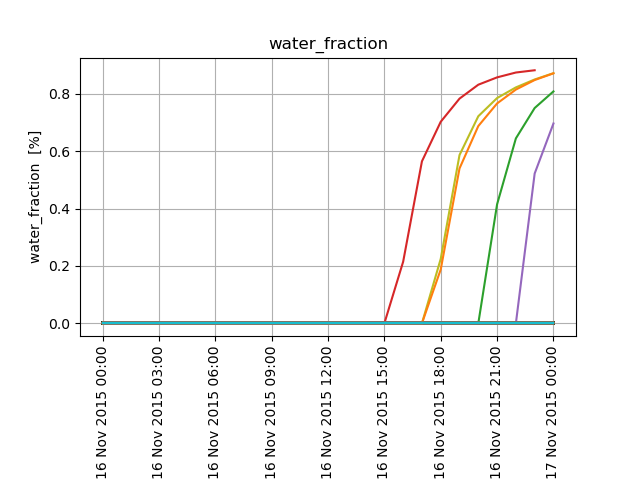 water_fraction
water_fraction [%]
0.8
0.6
0.4
0.2
0.0
16 Nov 2015 00:00
16 Nov 2015 03:00
16 Nov 2015 06:00
16 Nov 2015 09:00
16 Nov 2015 12:00
16 Nov 2015 15:00
16 Nov 2015 18:00
16 Nov 2015 21:00
17 Nov 2015 00:00